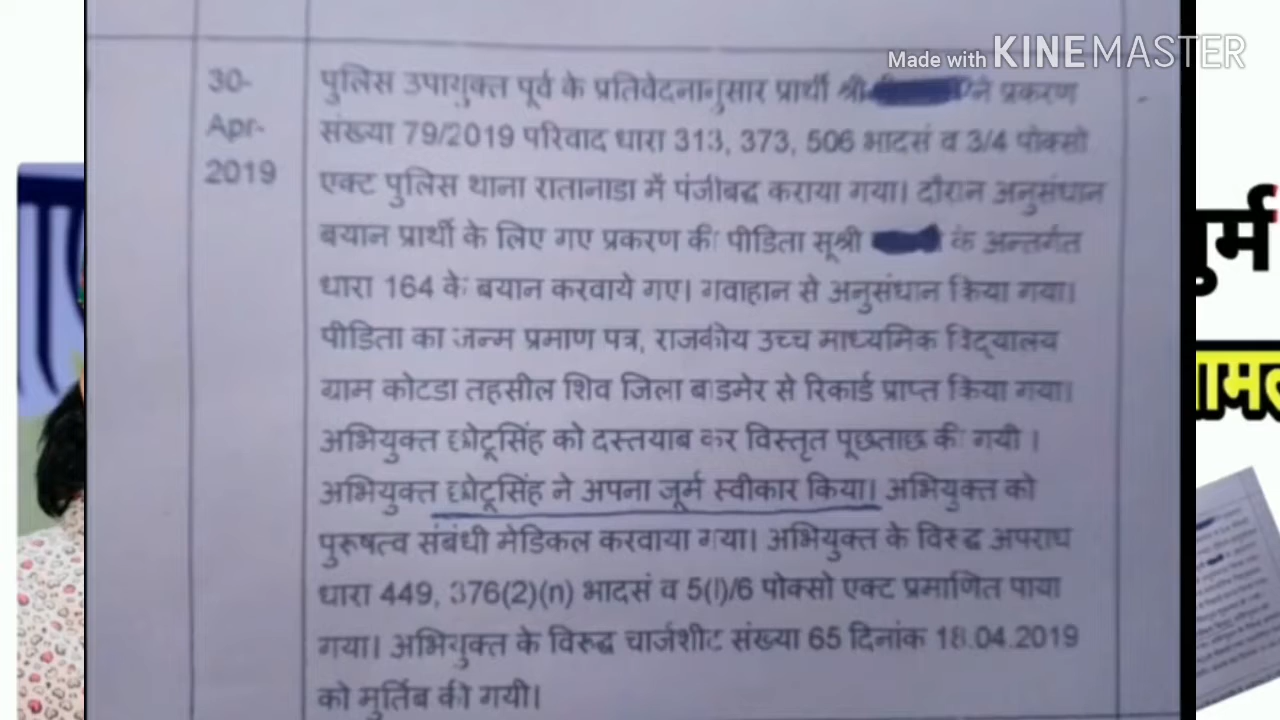 Made with KINEMASTER
30-
Apr-
2019
पुलिस उपायुक्त पूर्व के प्रतिवेदनानुसार प्रार्थी श्री ने प्रकरण
संख्या 79/2019 परिवाद धारा 313, 373, 506 भादसं व 3/4 पोक्सो
एक्ट पुलिस थाना रातानाडा में पंजीबद्ध कराया गया। दौरान अनुसंधान
बयान प्रार्थी के लिए गए प्रकरण की पीडिता सूश्री के अन्तर्गत
धारा 164 के बयान करवाये गए। गवाहान से अनुसंधान किया गया।
पीडिता का जन्म प्रमाण पत्र, राजकीय उच्च माध्यमिक विद्यालय
ग्राम कोटडा तहसील शिव जिला बाडमेर से रिकार्ड प्राप्त किया गया।
अभियुक्त छोटूसिंह को दस्तयाब कर विस्तृत पूछताछ की गयी ।
अभियुक्त छोटूसिंह ने अपना जूर्म स्वीकार किया। अभियुक्त को
पुरूषत्व संबंधी मेडिकल करवाया गया। अभियुक्त के विरुद्ध अपराध
धारा 449, 376(2)(n) भादसं व 5(l)/6 पोक्सो एक्ट प्रमाणित पाया
गया। अभियुक्त के विरुद्ध चार्जशीट संख्या 65 दिनांक 18.04.2019
को मुर्तिब की गयी।